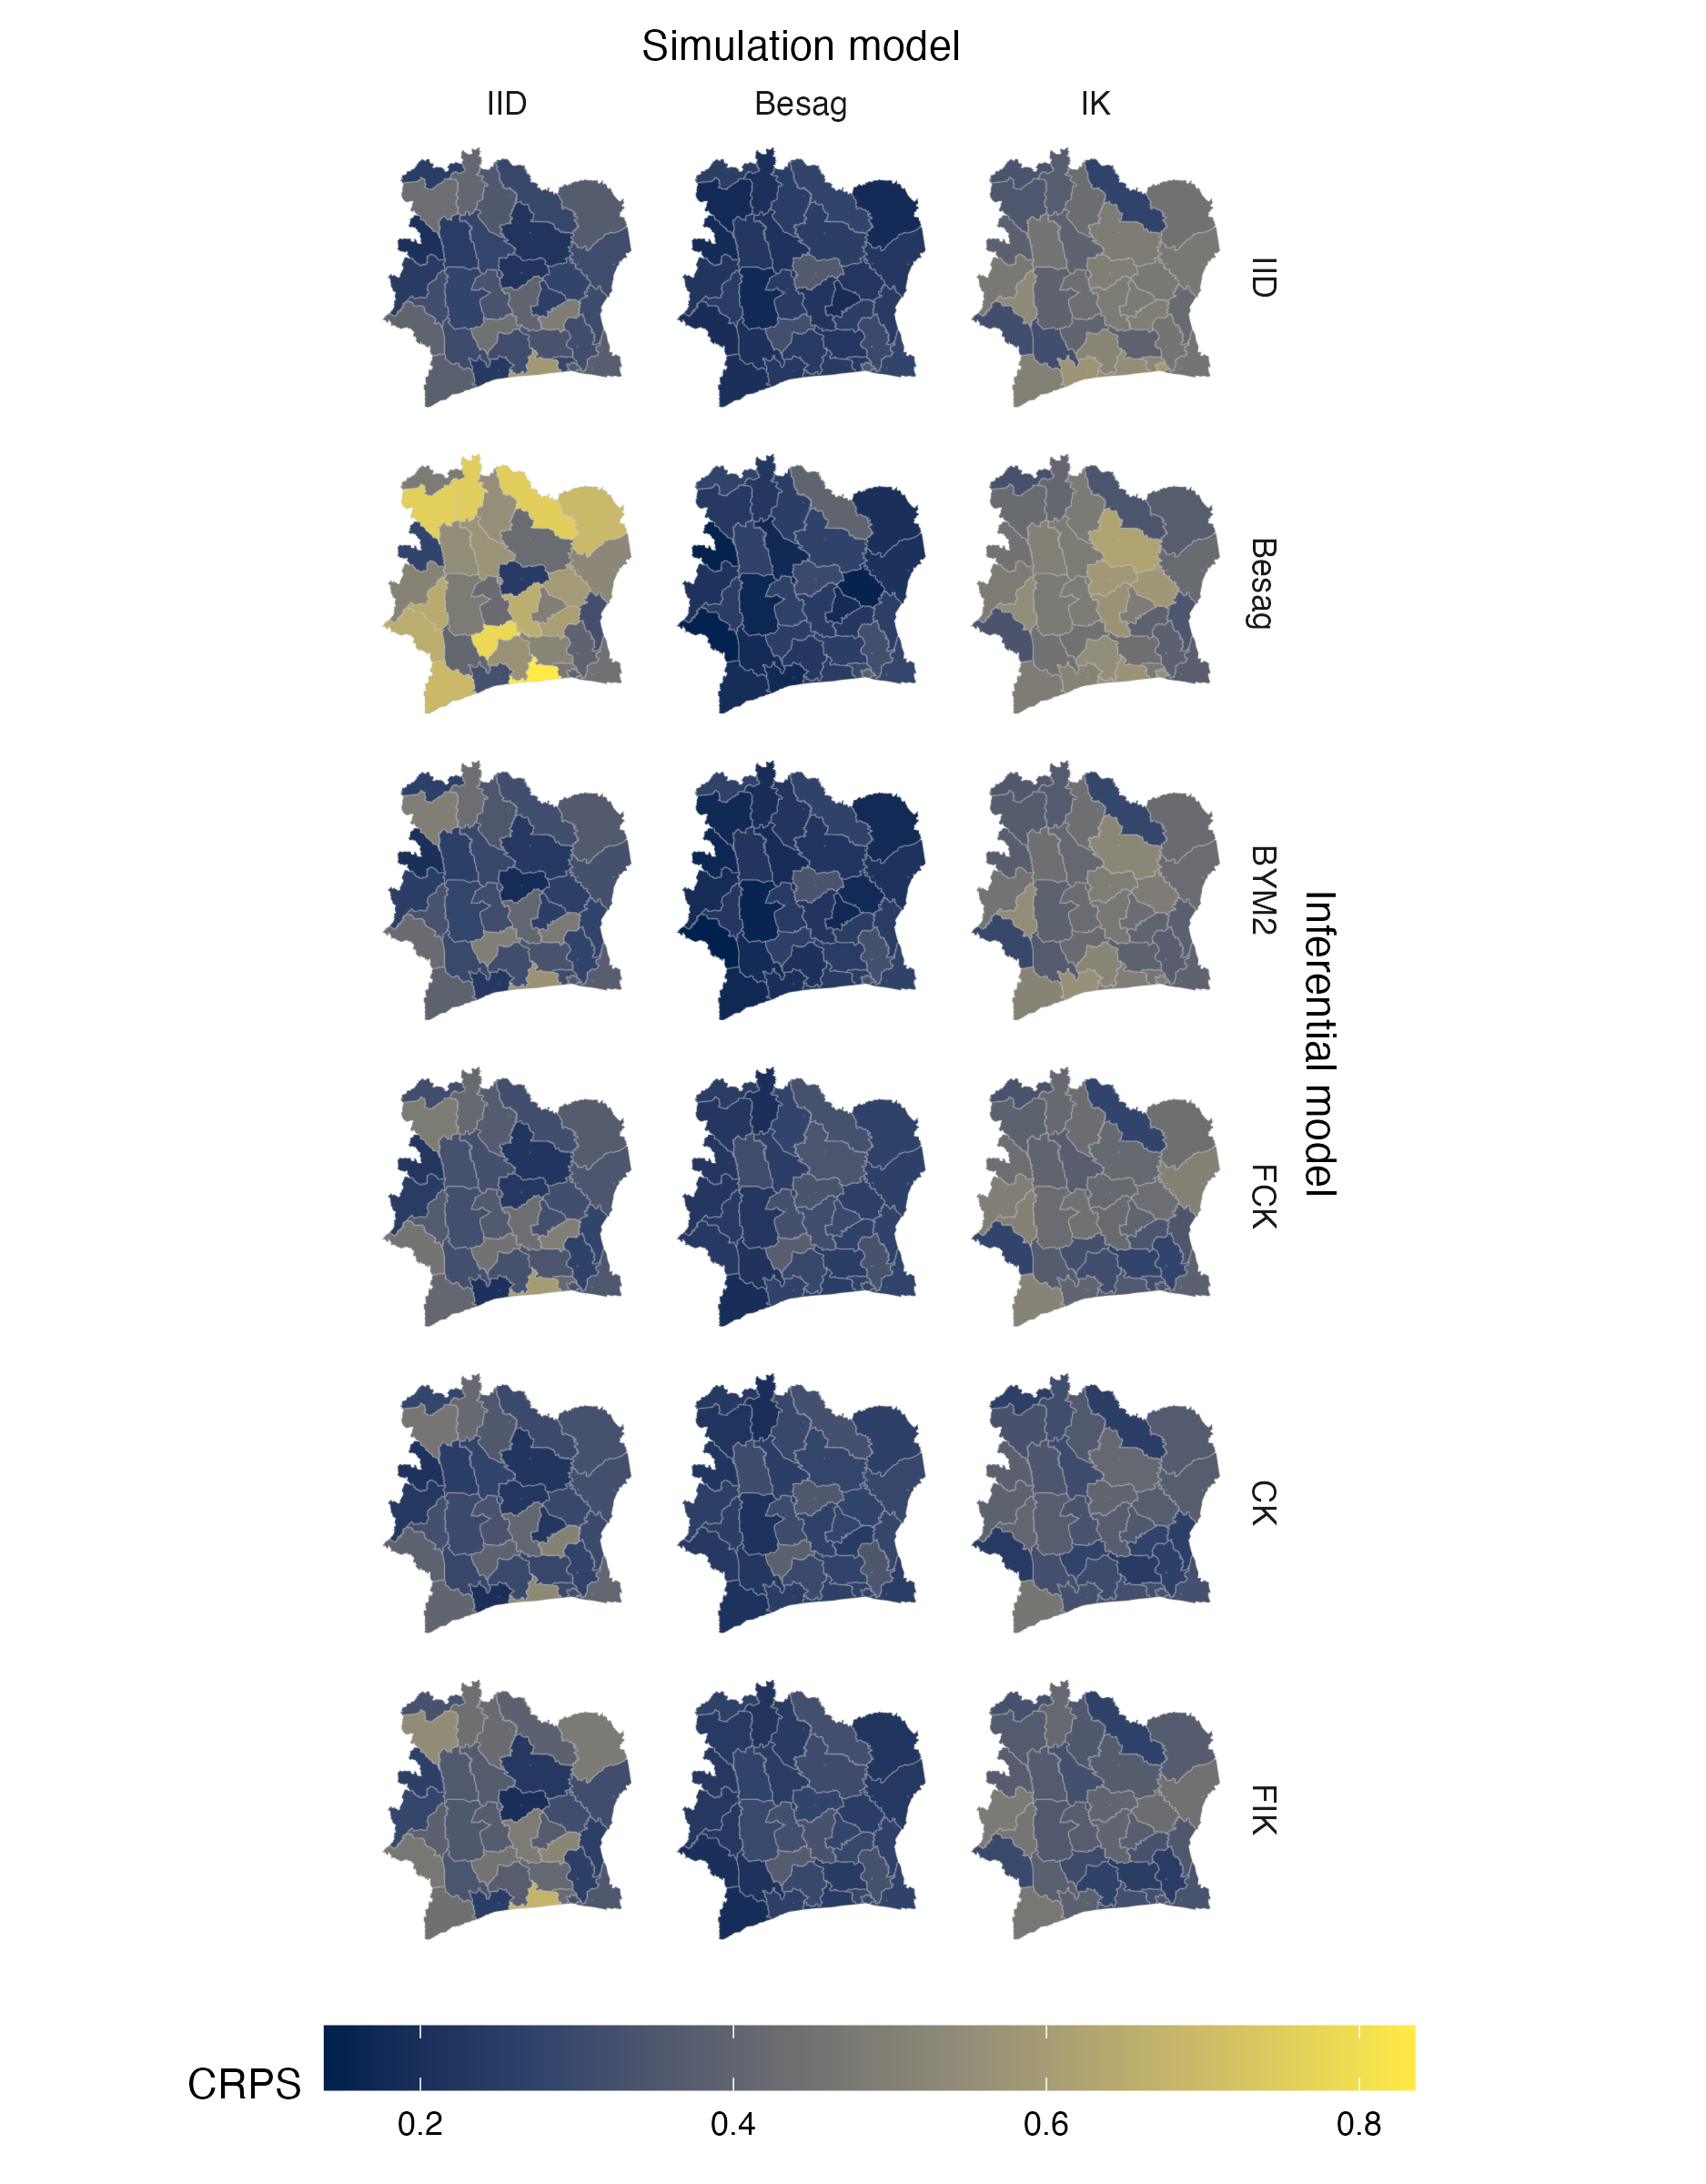 Simulation model
IID Besag IK
IID
Besag
BYM2
FCK
CK
FIK
Inferential model
CRPS
0.2 0.4 0.6 0.8